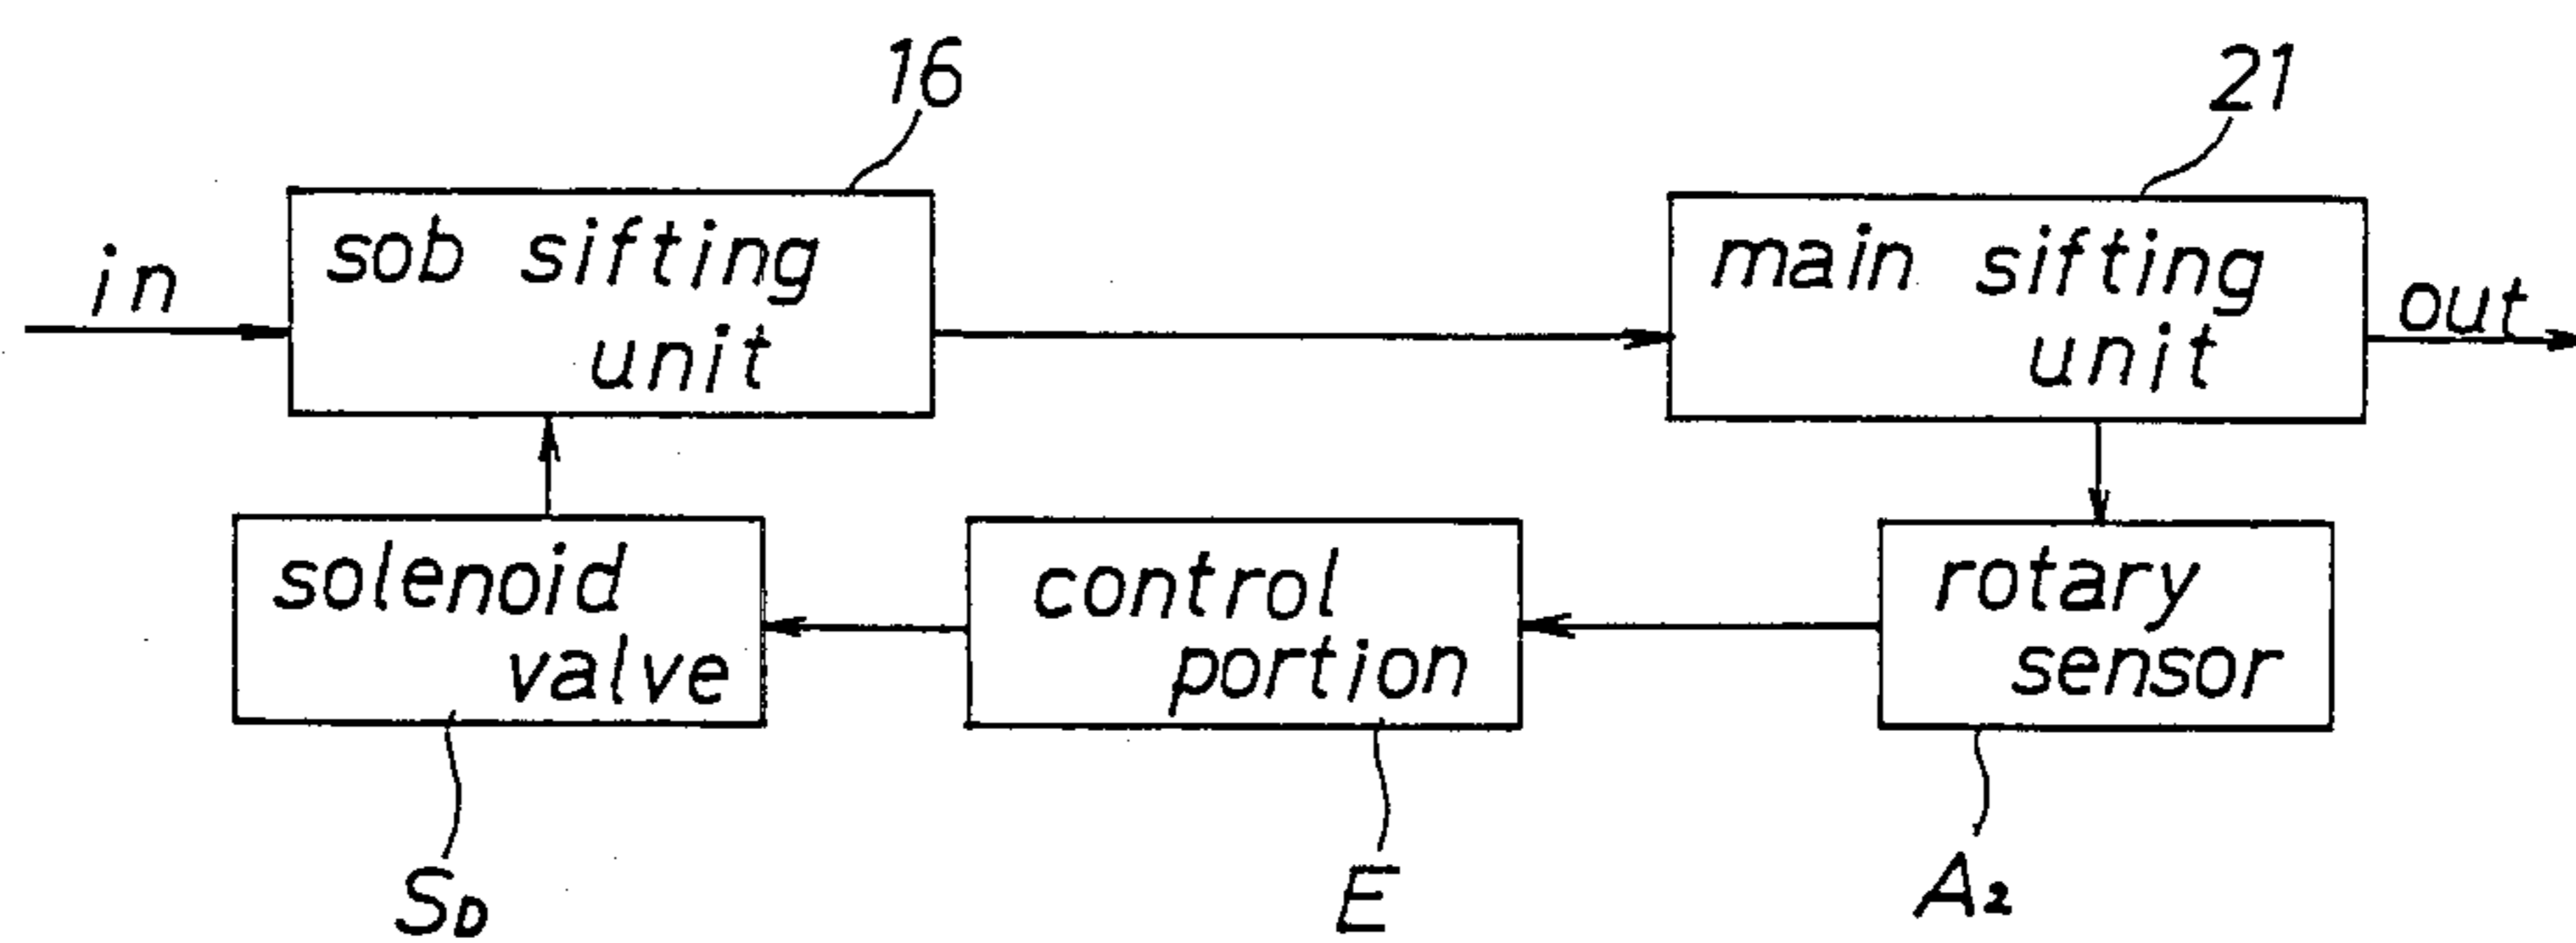 16
21
in
sob sifting
unit
main sifting
unit
out
solenoid
valve
control
portion
rotary
sensor
SD
E
A2